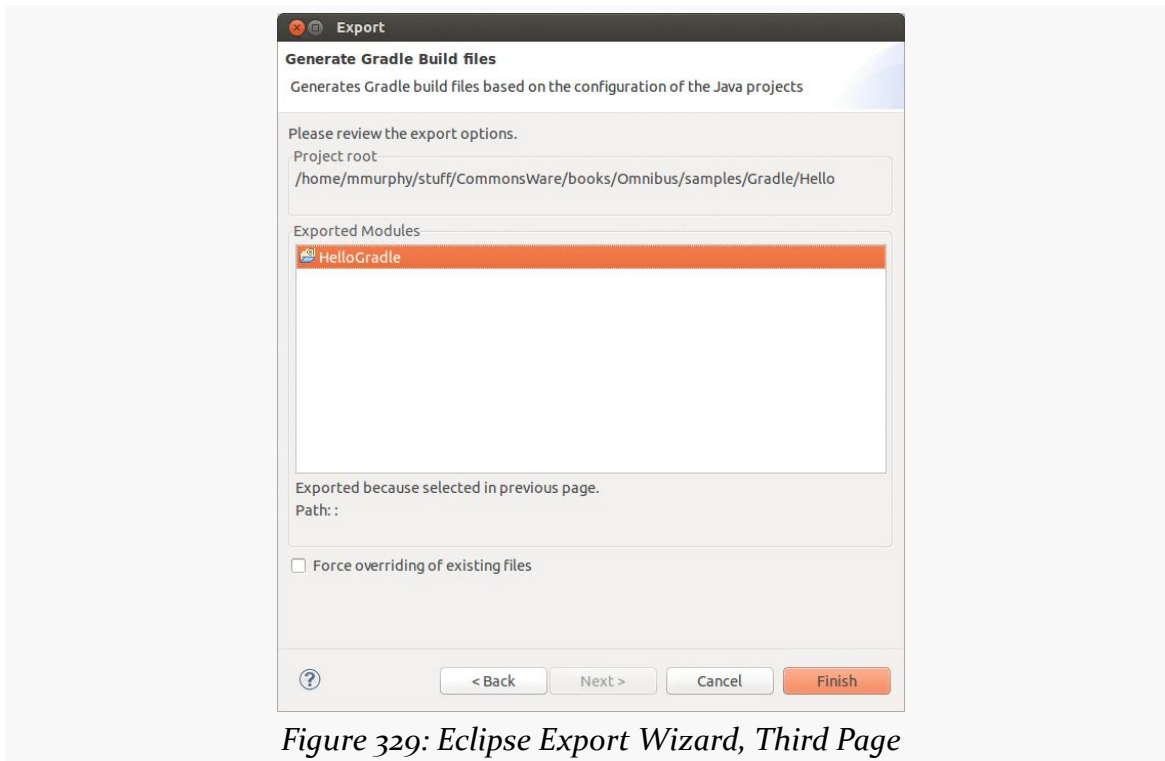 Export
Generate Gradle Build files
Generates Gradle build files based on the configuration of the Java projects
Please review the export options.
Project root
/home/mmurphy/stuff/CommonsWare/books/Omnibus/samples/Gradle/Hello
Exported Modules
HelloGradle
Exported because selected in previous page.
Path: :
Force overriding of existing files
? < Back Next > Cancel Finish
Figure 329: Eclipse Export Wizard, Third Page